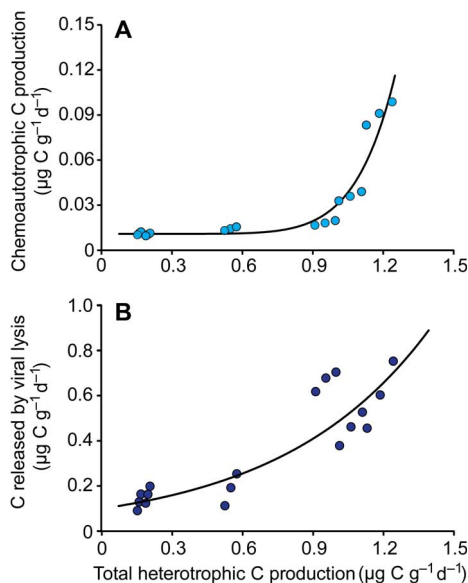 A
Chemoautotrophic C production
(µg C g⁻¹ d⁻¹)
0.15
0.12
0.09
0.06
0.03
0
0 0.3 0.6 0.9 1.2 1.5
B
C released by viral lysis
(µg C g⁻¹ d⁻¹)
1.0
0.8
0.6
0.4
0.2
0
0 0.3 0.6 0.9 1.2 1.5
Total heterotrophic C production (µg C g⁻¹ d⁻¹)